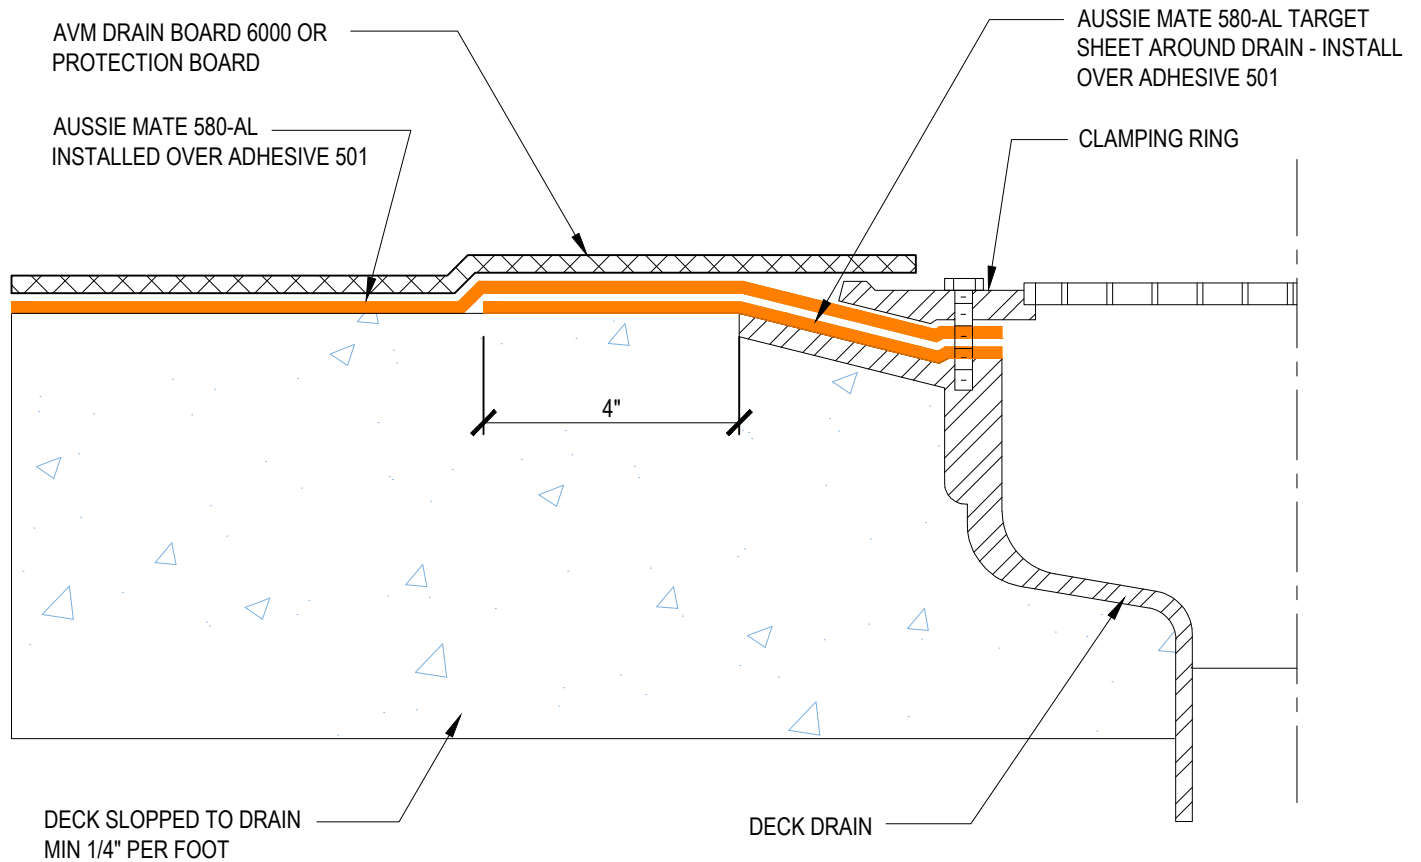 AVM DRAIN BOARD 6000 OR
PROTECTION BOARD
AUSSIE MATE 580-AL
INSTALLED OVER ADHESIVE 501
AUSSIE MATE 580-AL TARGET
SHEET AROUND DRAIN - INSTALL
OVER ADHESIVE 501
CLAMPING RING
4"
DECK SLOPPED TO DRAIN
MIN 1/4" PER FOOT
DECK DRAIN